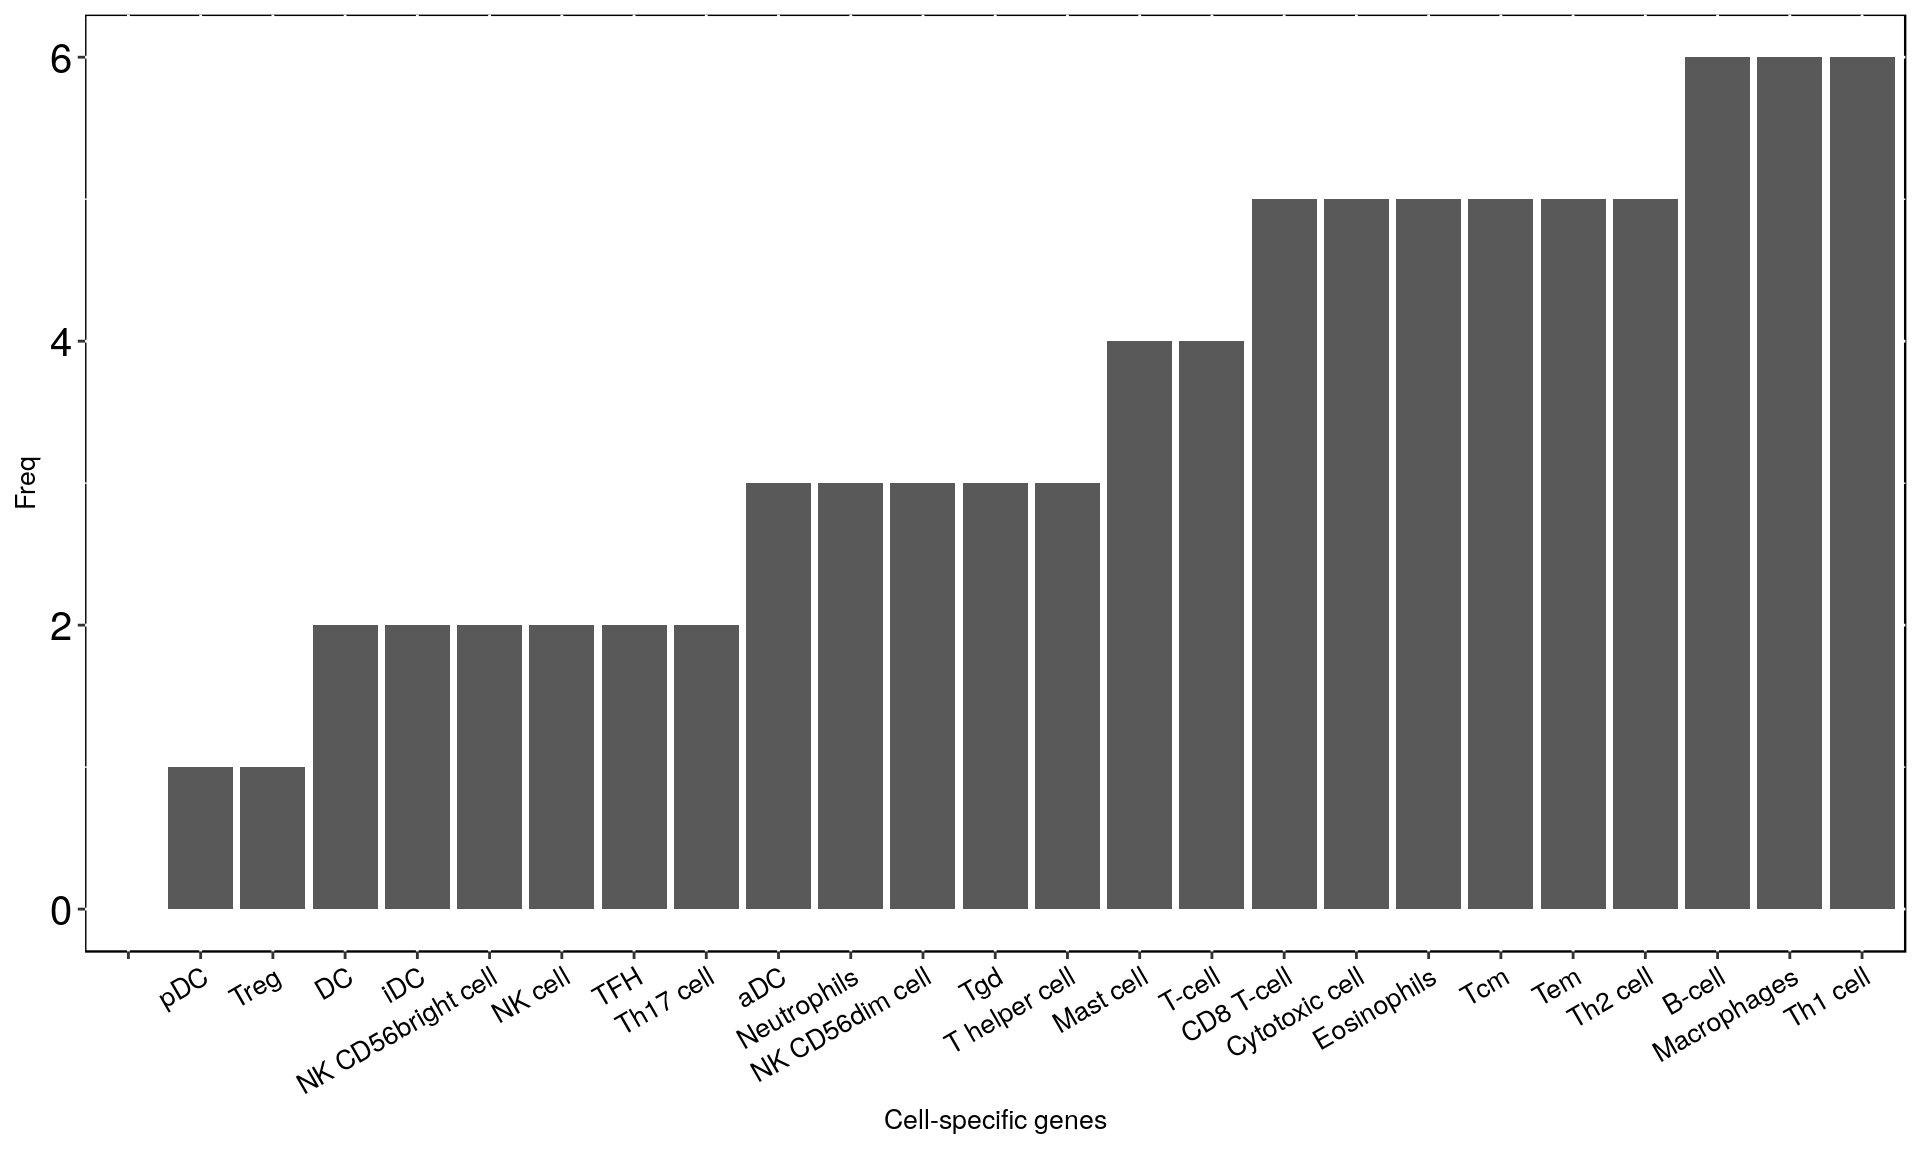 6
4
2
0
Freq
pDC
Treg
DC
iDC
NK CD56bright cell
NK cell
TFH
Th17 cell
aDC
Neutrophils
NK CD56dim cell
Tgd
T helper cell
Mast cell
T-cell
CD8 T-cell
Cytotoxic cell
Eosinophils
Tcm
Tem
Th2 cell
B-cell
Macrophages
Th1 cell
Cell-specific genes